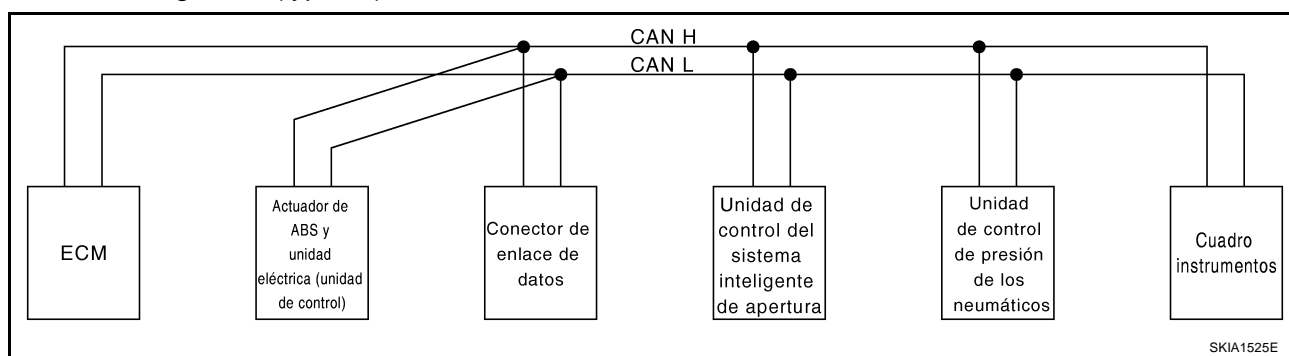 CAN H
CAN L
ECM
Actuador de
ABS y
unidad
eléctrica (unidad
de control)
Conector de
enlace de
datos
Unidad de
control del
sistema
inteligente
de apertura
Unidad
de control
de presión
de los
neumáticos
Cuadro
instrumentos
SKIA1525E